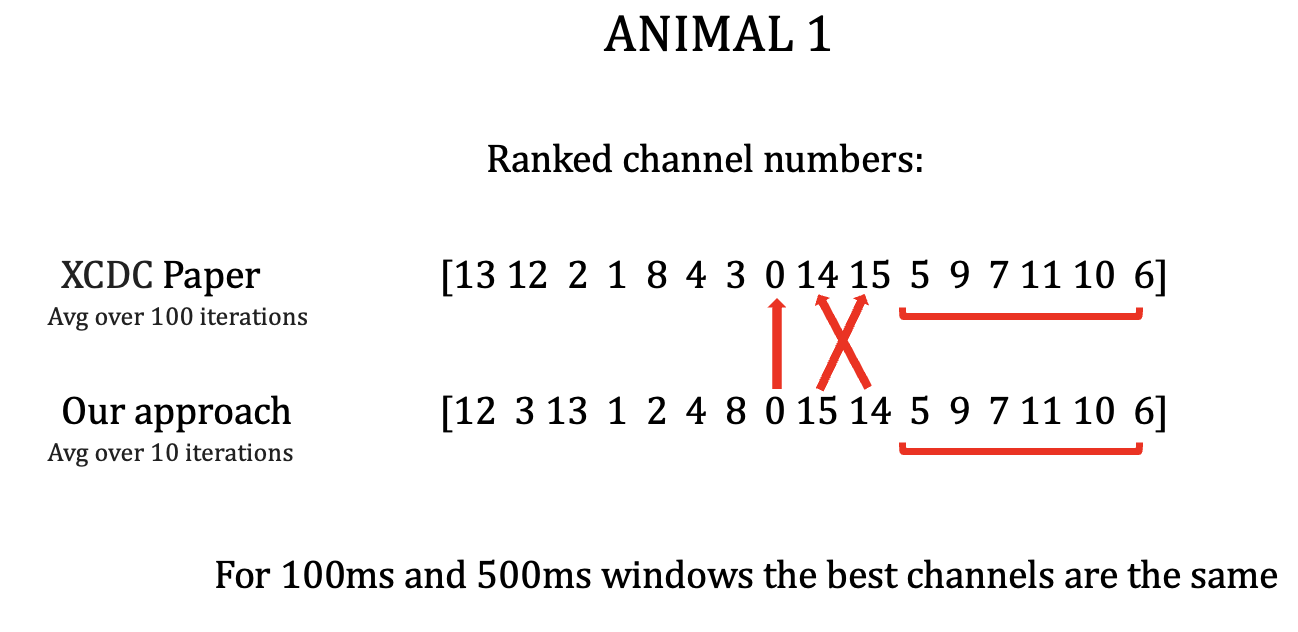 ANIMAL 1
Ranked channel numbers:
XCDC Paper [13 12 2 1 8 4 3 0 14 15 5 9 7 11 10 6]
Avg over 100 iterations
Our approach [12 3 13 1 2 4 8 0 15 14 5 9 7 11 10 6]
Avg over 10 iterations
For 100ms and 500ms windows the best channels are the same